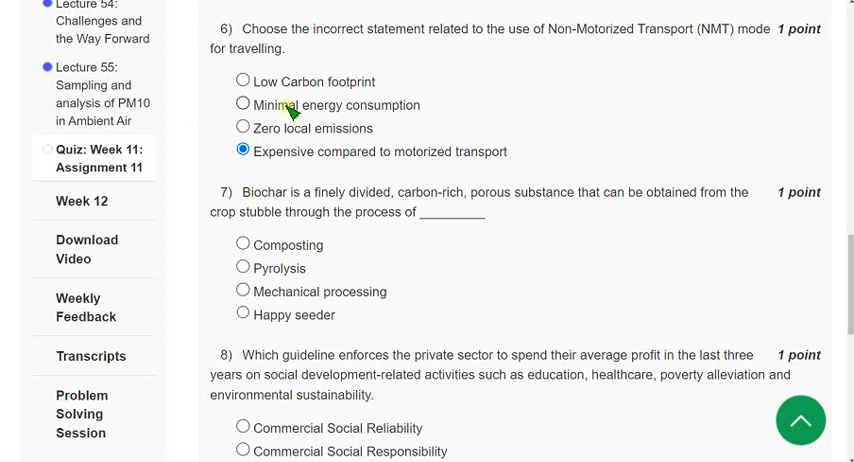 Lecture 54:
Challenges and
the Way Forward
Lecture 55:
Sampling and
analysis of PM10
in Ambient Air
Quiz: Week 11:
Assignment 11
Week 12
Download
Video
Weekly
Feedback
Transcripts
Problem
Solving
Session
6) Choose the incorrect statement related to the use of Non-Motorized Transport (NMT) mode 1 point
for travelling.
Low Carbon footprint
Minimal energy consumption
Zero local emissions
Expensive compared to motorized transport
7) Biochar is a finely divided, carbon-rich, porous substance that can be obtained from the 1 point
crop stubble through the process of _________
Composting
Pyrolysis
Mechanical processing
Happy seeder
8) Which guideline enforces the private sector to spend their average profit in the last three 1 point
years on social development-related activities such as education, healthcare, poverty alleviation and
environmental sustainability.
Commercial Social Reliability
Commercial Social Responsibility